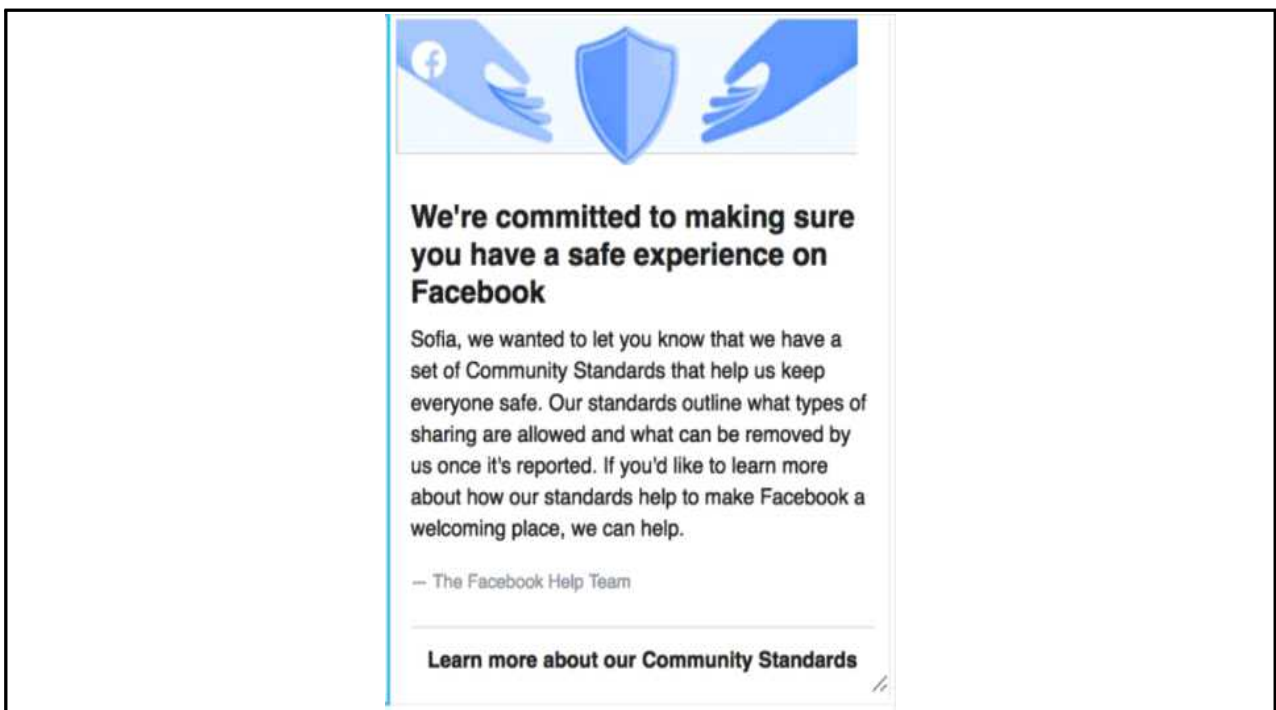 We're committed to making sure
you have a safe experience on
Facebook
Sofia, we wanted to let you know that we have a
set of Community Standards that help us keep
everyone safe. Our standards outline what types of
sharing are allowed and what can be removed by
us once it's reported. If you'd like to learn more
about how our standards help to make Facebook a
welcoming place, we can help.
— The Facebook Help Team
Learn more about our Community Standards